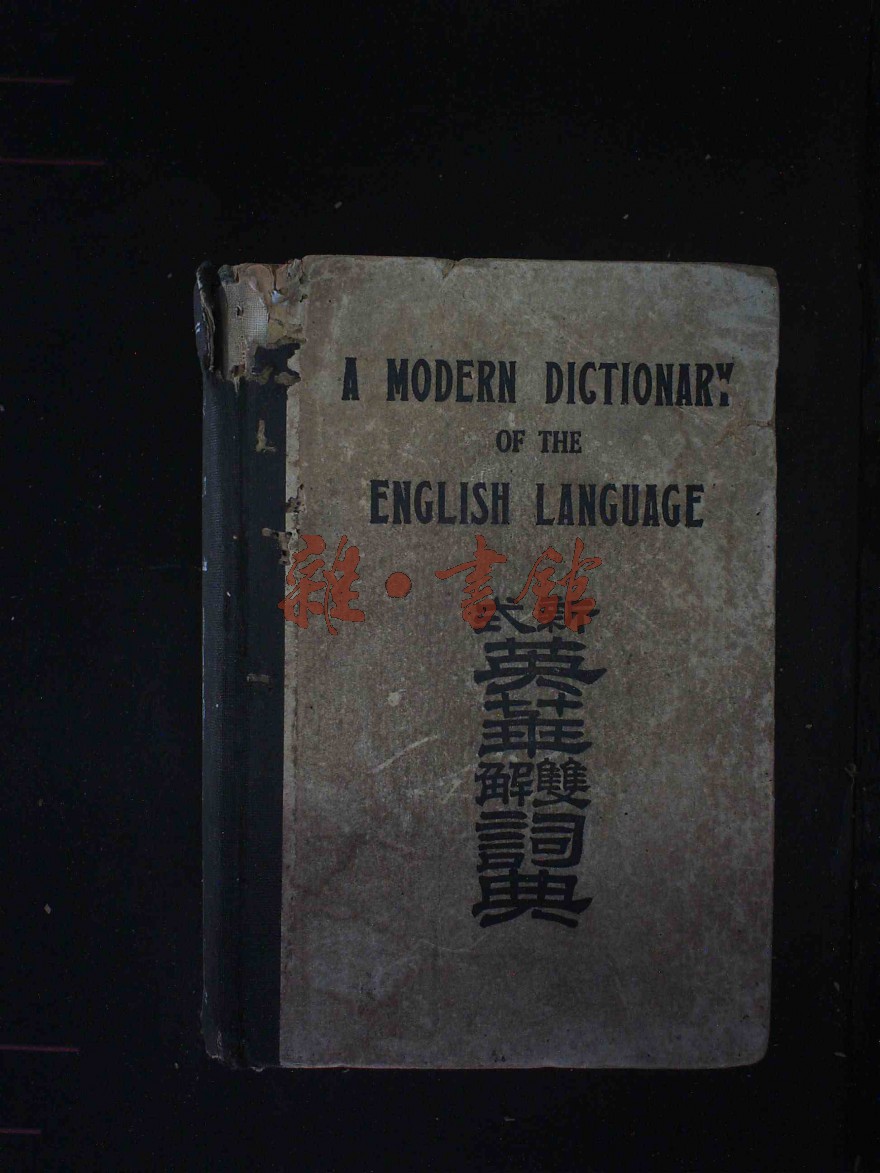 A MODERN DICTIONARY
OF THE
ENGLISH LANGUAGE
雜·書館
新式
英華
雙解
詞典